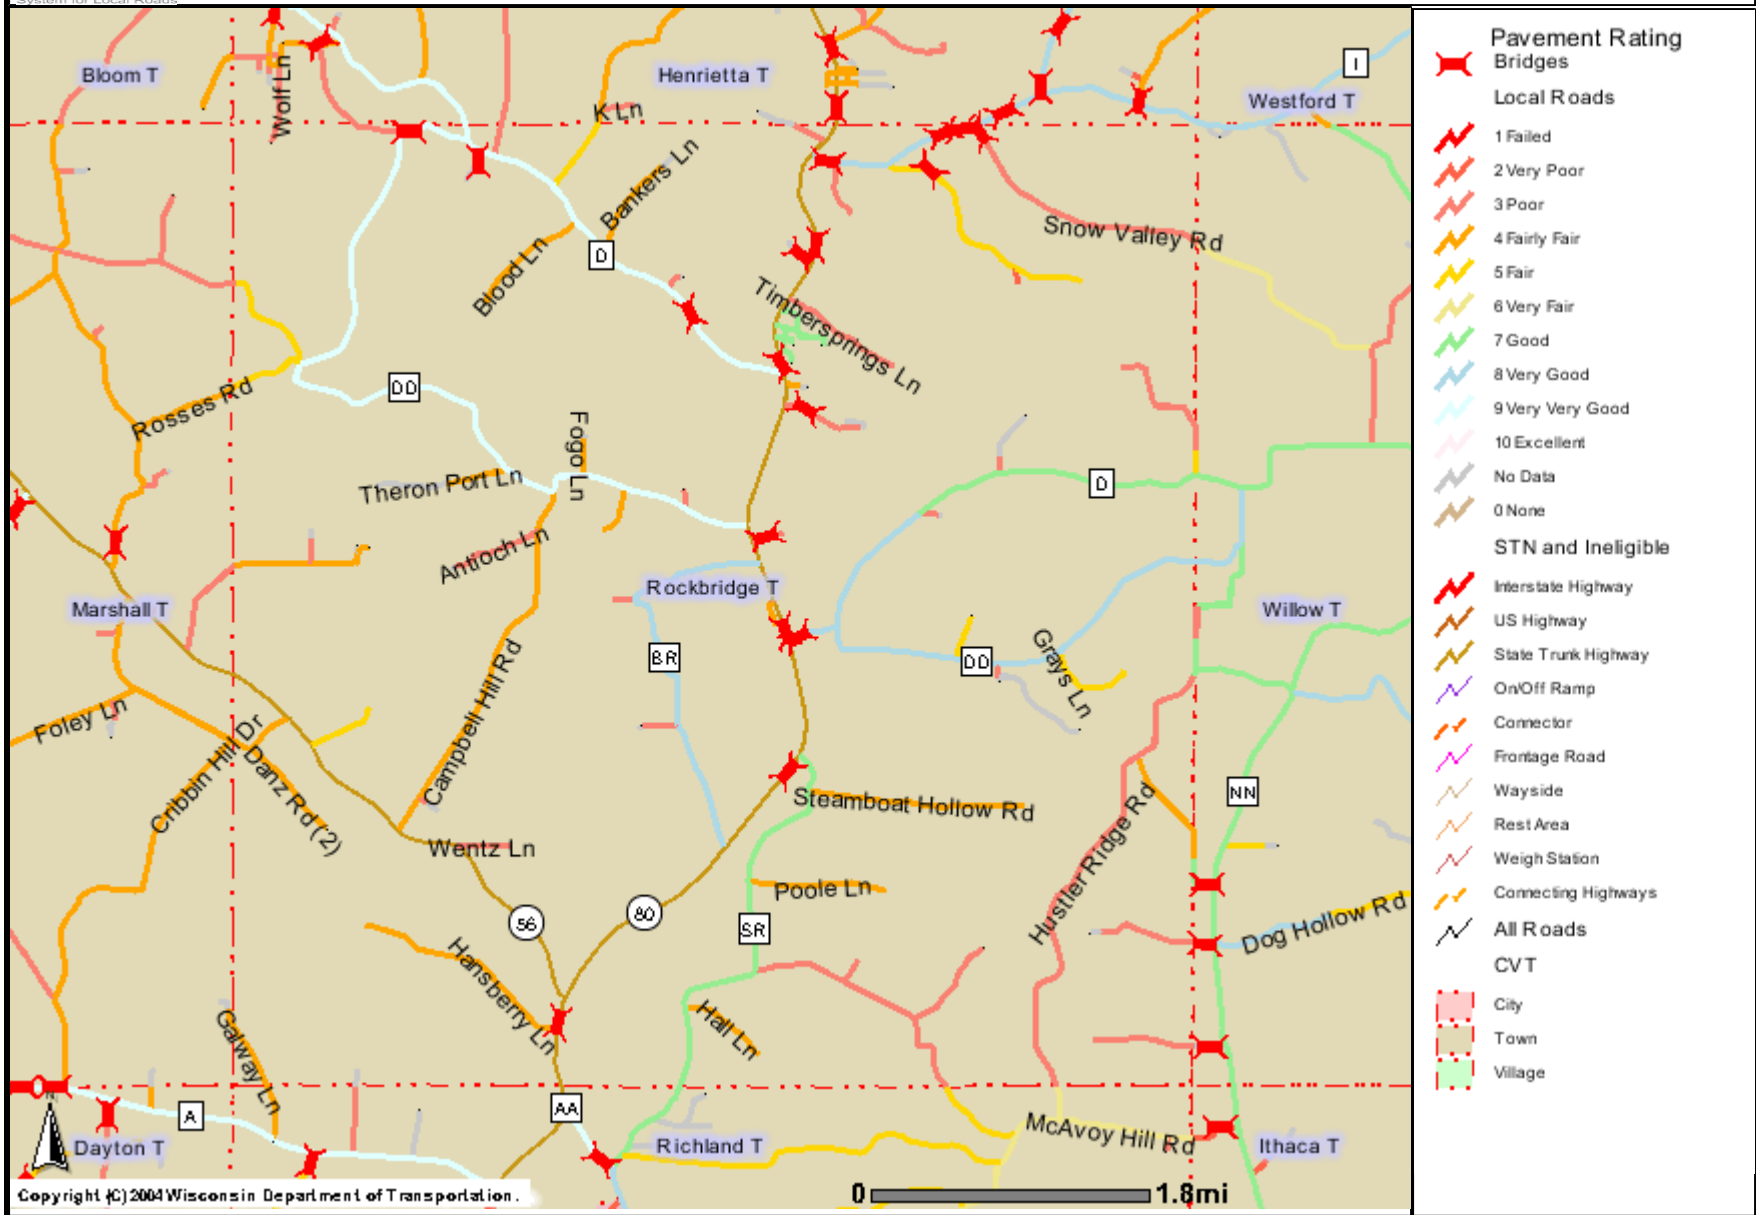 System for Local Roads
Bloom T
Wolf Ln
Henrietta T
K Ln
I
Westford T
Bankers Ln
Blood Ln
D
Snow Valley Rd
Timbersprings Ln
Rosses Rd
DD
Fogo Ln
Theron Port Ln
D
Antioch Ln
Marshall T
Rockbridge T
Willow T
BR
DD
Grays Ln
Foley Ln
Cribbin Hill Dr
Danz Rd (2)
Campbell Hill Rd
Steamboat Hollow Rd
NN
Wentz Ln
Hustler Ridge Rd
Poole Ln
56
80
SR
Dog Hollow Rd
Hansberry Ln
Hall Ln
Galway Ln
N
A
AA
Dayton T
Richland T
McAvoy Hill Rd
Ithaca T
Copyright (C) 2004 Wisconsin Department of Transportation.
0 1.8mi
Pavement Rating
Bridges
Local Roads
1 Failed
2 Very Poor
3 Poor
4 Fairly Fair
5 Fair
6 Very Fair
7 Good
8 Very Good
9 Very Very Good
10 Excellent
No Data
0 None
STN and Ineligible
Interstate Highway
US Highway
State Trunk Highway
On/Off Ramp
Connector
Frontage Road
Wayside
Rest Area
Weigh Station
Connecting Highways
All Roads
CVT
City
Town
Village